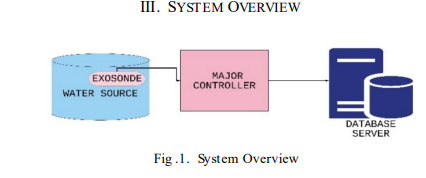 III. SYSTEM OVERVIEW
EXOSONDE
WATER SOURCE
MAJOR
CONTROLLER
DATABASE
SERVER
Fig .1. System Overview